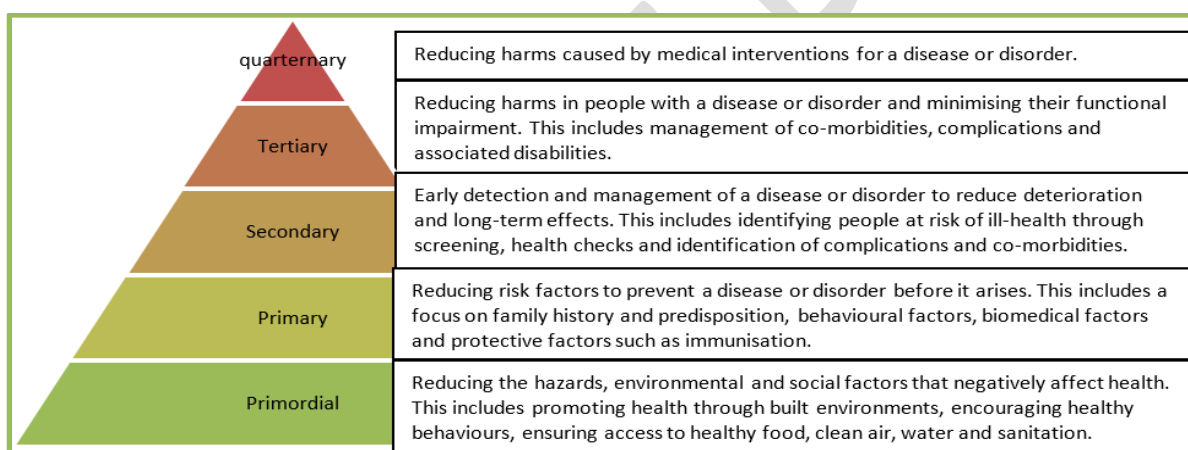 quarternary
Reducing harms caused by medical interventions for a disease or disorder.
Tertiary
Reducing harms in people with a disease or disorder and minimising their functional
impairment. This includes management of co-morbidities, complications and
associated disabilities.
Secondary
Early detection and management of a disease or disorder to reduce deterioration
and long-term effects. This includes identifying people at risk of ill-health through
screening, health checks and identification of complications and co-morbidities.
Primary
Reducing risk factors to prevent a disease or disorder before it arises. This includes a
focus on family history and predisposition, behavioural factors, biomedical factors
and protective factors such as immunisation.
Primordial
Reducing the hazards, environmental and social factors that negatively affect health.
This includes promoting health through built environments, encouraging healthy
behaviours, ensuring access to healthy food, clean air, water and sanitation.